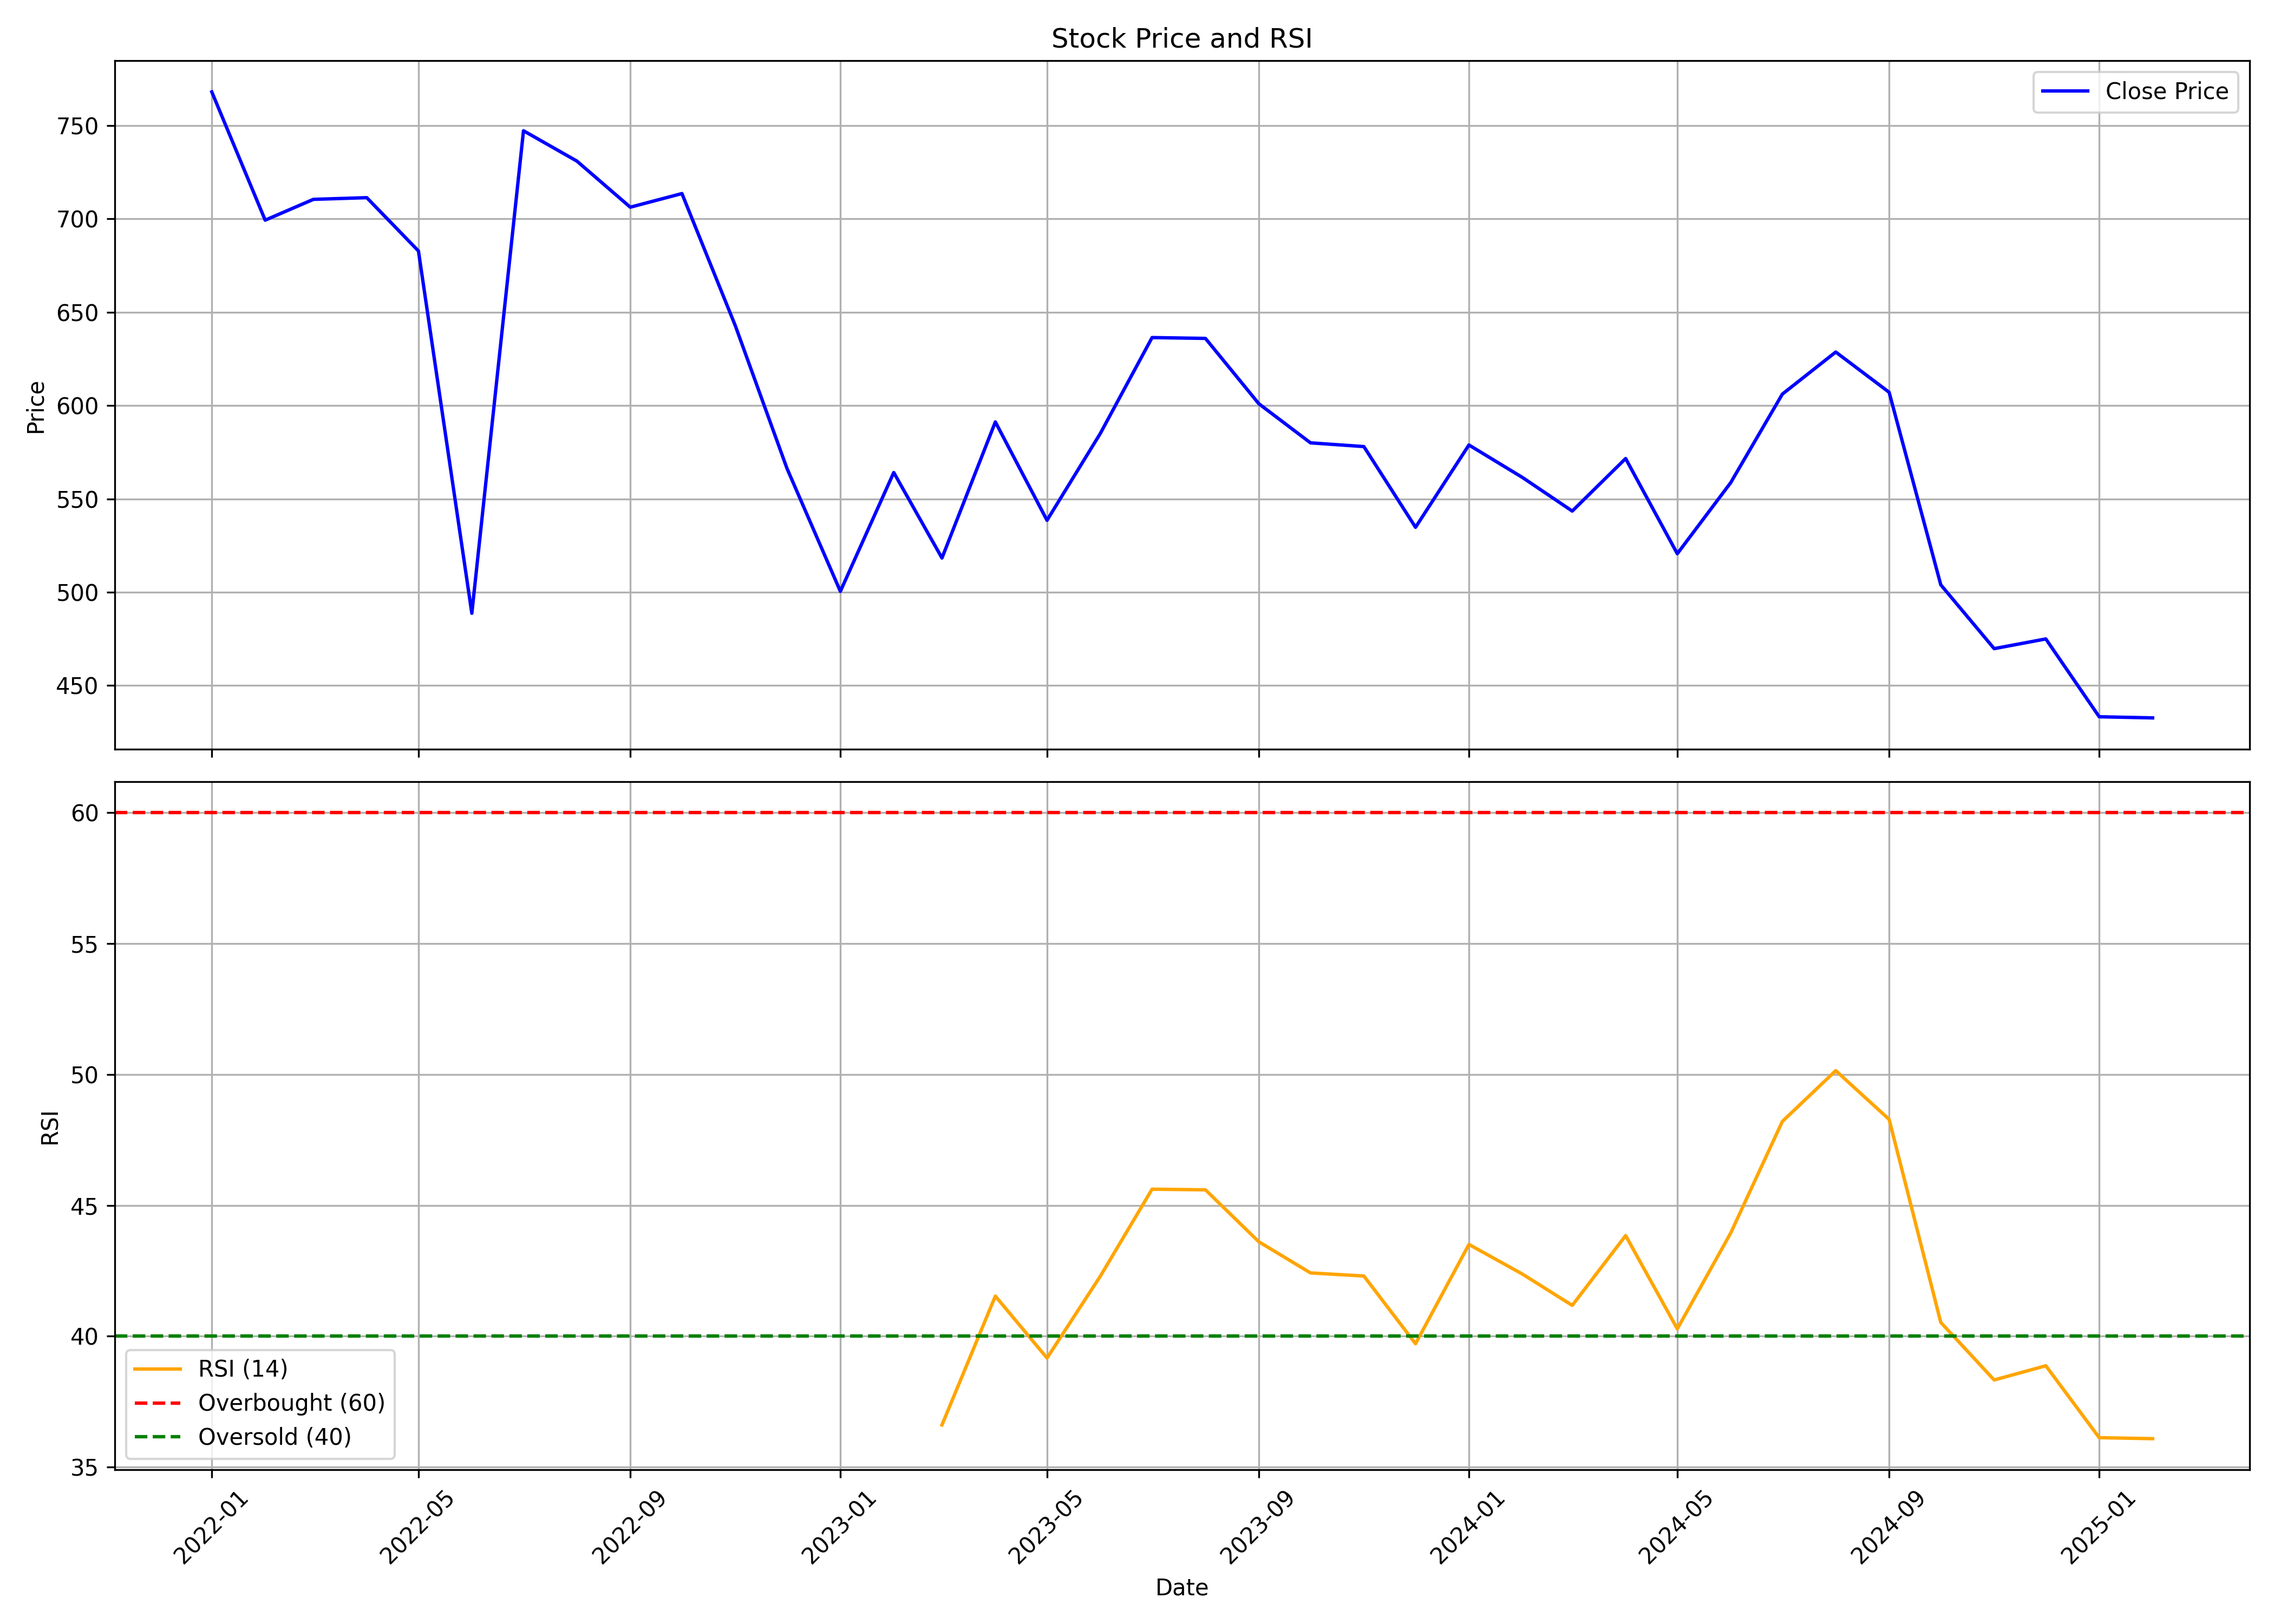 Stock Price and RSI
Close Price
Price
750
700
650
600
550
500
450
RSI
60
55
50
45
40
35
RSI (14)
Overbought (60)
Oversold (40)
2022-01
2022-05
2022-09
2023-01
2023-05
2023-09
2024-01
2024-05
2024-09
2025-01
Date